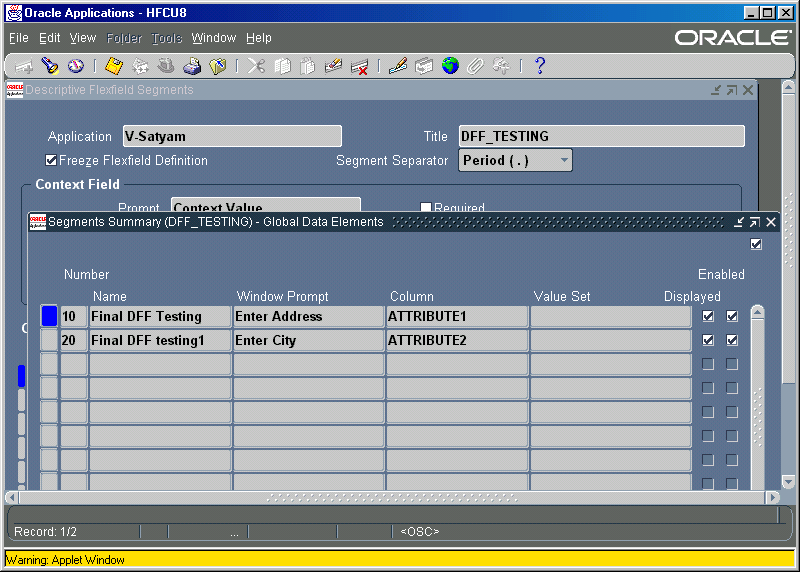 Oracle Applications - HFCU8
File Edit View Folder Tools Window Help
ORACLE
Descriptive Flexfield Segments
Application V-Satyam Title DFF_TESTING
Freeze Flexfield Definition Segment Separator Period ( . )
Context Field
Prompt Context Value Required
Segments Summary (DFF_TESTING) - Global Data Elements
Number Enabled
Name Window Prompt Column Value Set Displayed
10 Final DFF Testing Enter Address ATTRIBUTE1
20 Final DFF testing1 Enter City ATTRIBUTE2
Record: 1/2 ... <OSC>
Warning: Applet Window